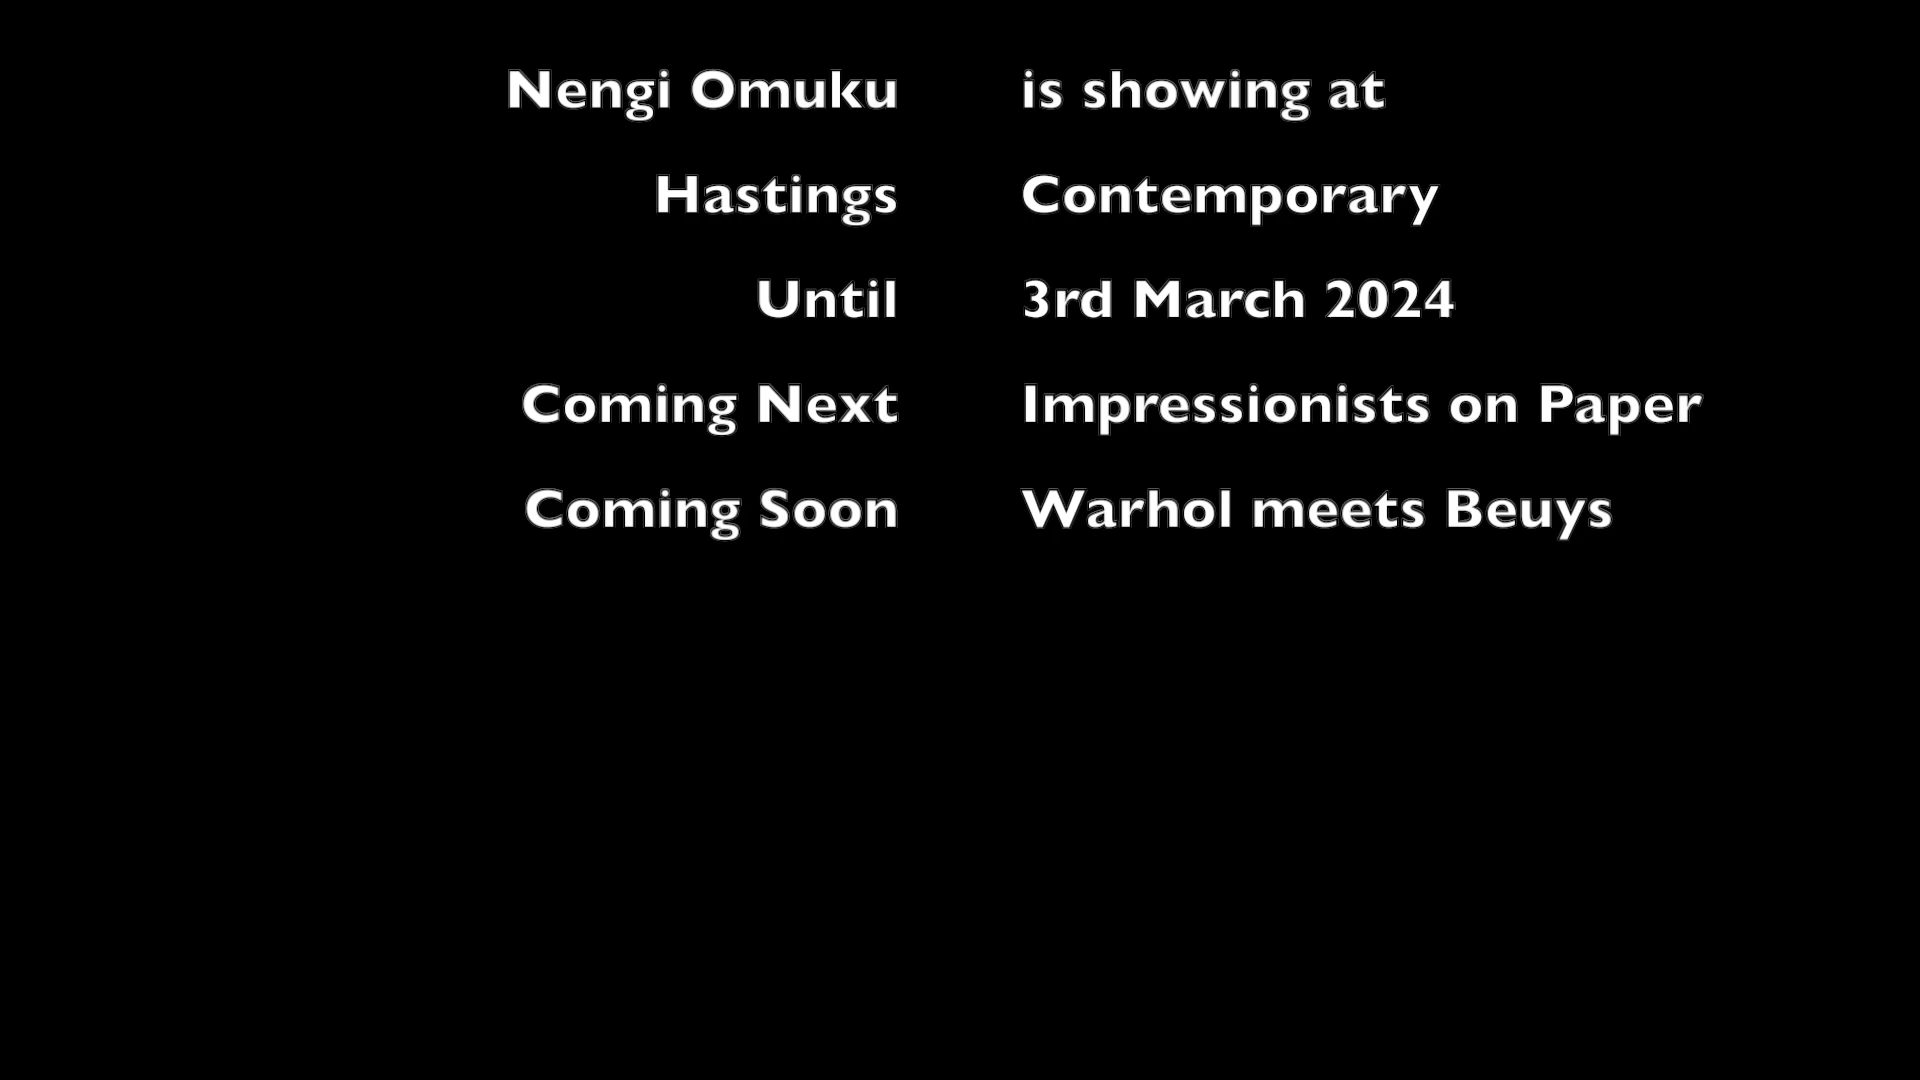 Nengi Omuku is showing at
Hastings Contemporary
Until 3rd March 2024
Coming Next Impressionists on Paper
Coming Soon Warhol meets Beuys